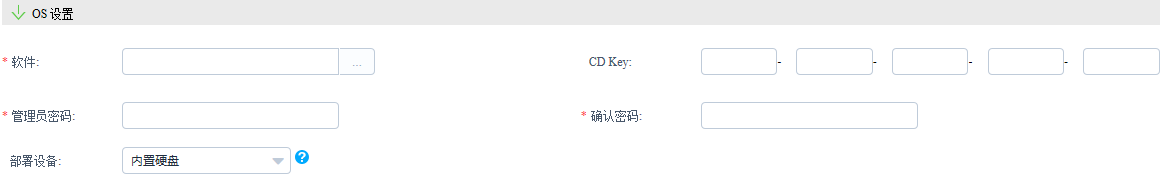 OS 设置
* 软件: ... CD Key: - - - -
* 管理员密码: * 确认密码:
部署设备: 内置硬盘 ?